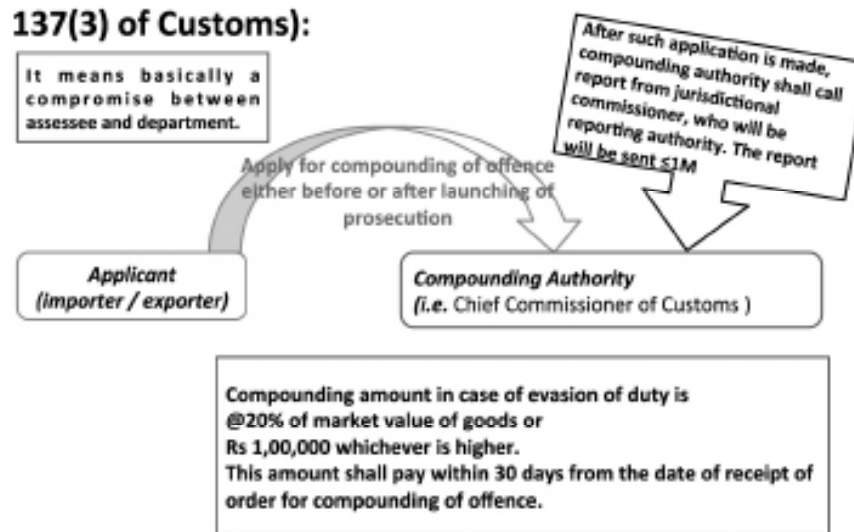 137(3) of Customs):
It means basically a
compromise between
assessee and department.
After such application is made,
compounding authority shall call
report from jurisdictional
commissioner, who will be
reporting authority. The report
will be sent ≤1M
Apply for compounding of offence
either before or after launching of
prosecution
Applicant
(importer / exporter)
Compounding Authority
(i.e. Chief Commissioner of Customs )
Compounding amount in case of evasion of duty is
@20% of market value of goods or
Rs 1,00,000 whichever is higher.
This amount shall pay within 30 days from the date of receipt of
order for compounding of offence.